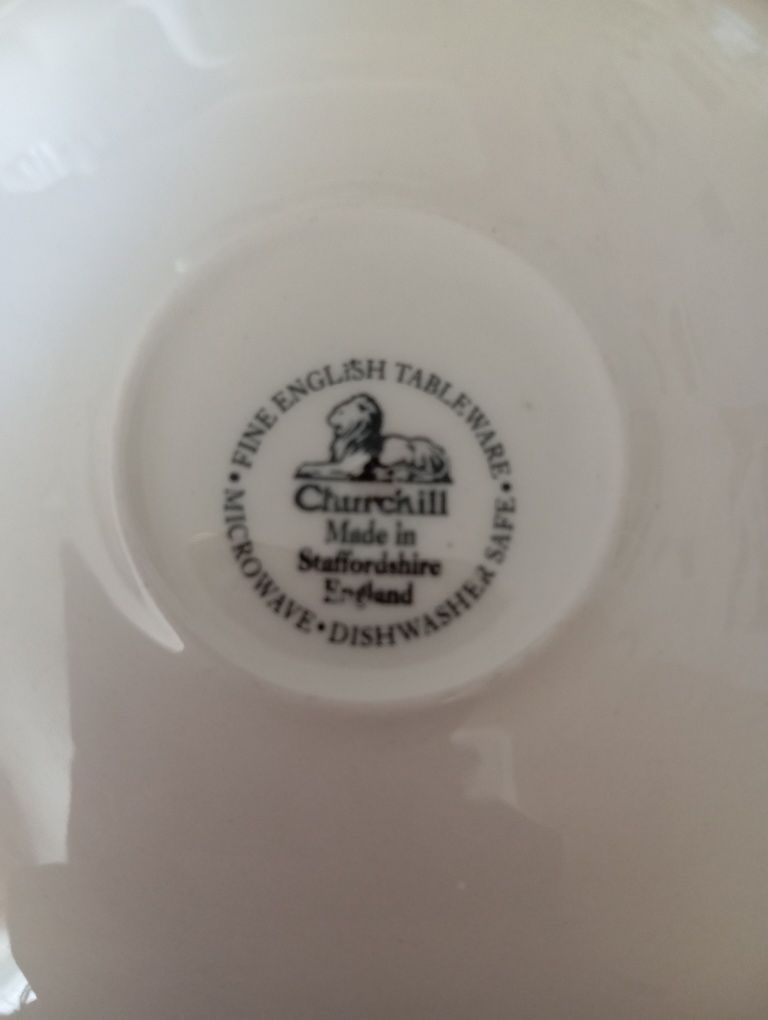 • FINE ENGLISH TABLEWARE •
MICROWAVE • DISHWASHER SAFE
Churchill
Made in
Staffordshire
England